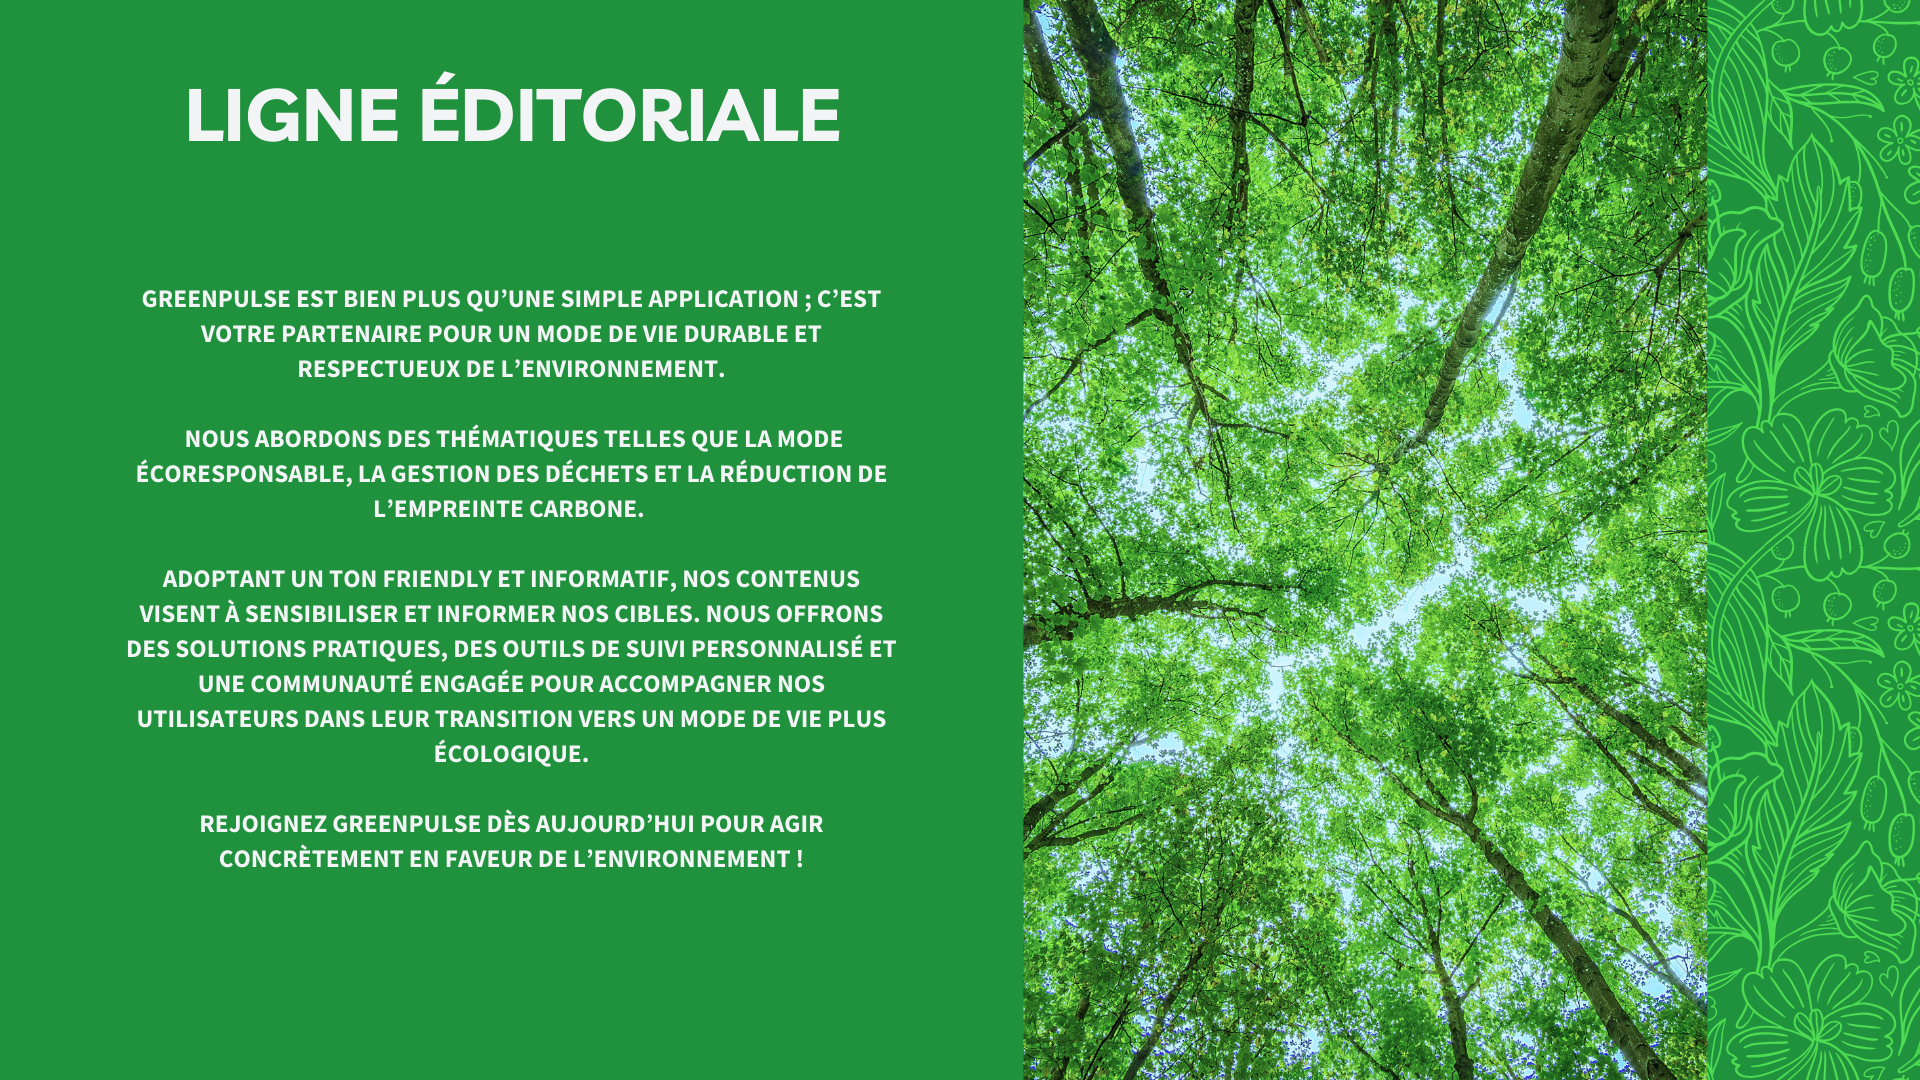 LIGNE ÉDITORIALE
GREENPULSE EST BIEN PLUS QU’UNE SIMPLE APPLICATION ; C’EST
VOTRE PARTENAIRE POUR UN MODE DE VIE DURABLE ET
RESPECTUEUX DE L’ENVIRONNEMENT.
NOUS ABORDONS DES THÉMATIQUES TELLES QUE LA MODE
ÉCORESPONSABLE, LA GESTION DES DÉCHETS ET LA RÉDUCTION DE
L’EMPREINTE CARBONE.
ADOPTANT UN TON FRIENDLY ET INFORMATIF, NOS CONTENUS
VISENT À SENSIBILISER ET INFORMER NOS CIBLES. NOUS OFFRONS
DES SOLUTIONS PRATIQUES, DES OUTILS DE SUIVI PERSONNALISÉ ET
UNE COMMUNAUTÉ ENGAGÉE POUR ACCOMPAGNER NOS
UTILISATEURS DANS LEUR TRANSITION VERS UN MODE DE VIE PLUS
ÉCOLOGIQUE.
REJOIGNEZ GREENPULSE DÈS AUJOURD’HUI POUR AGIR
CONCRÈTEMENT EN FAVEUR DE L’ENVIRONNEMENT !